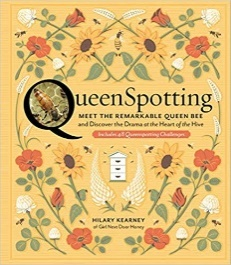 QueenSpotting
MEET THE REMARKABLE QUEEN BEE
and Discover the Drama at the Heart of the Hive
Includes 48 Queenspotting Challenges
HILARY KEARNEY
of Girl Next Door Honey